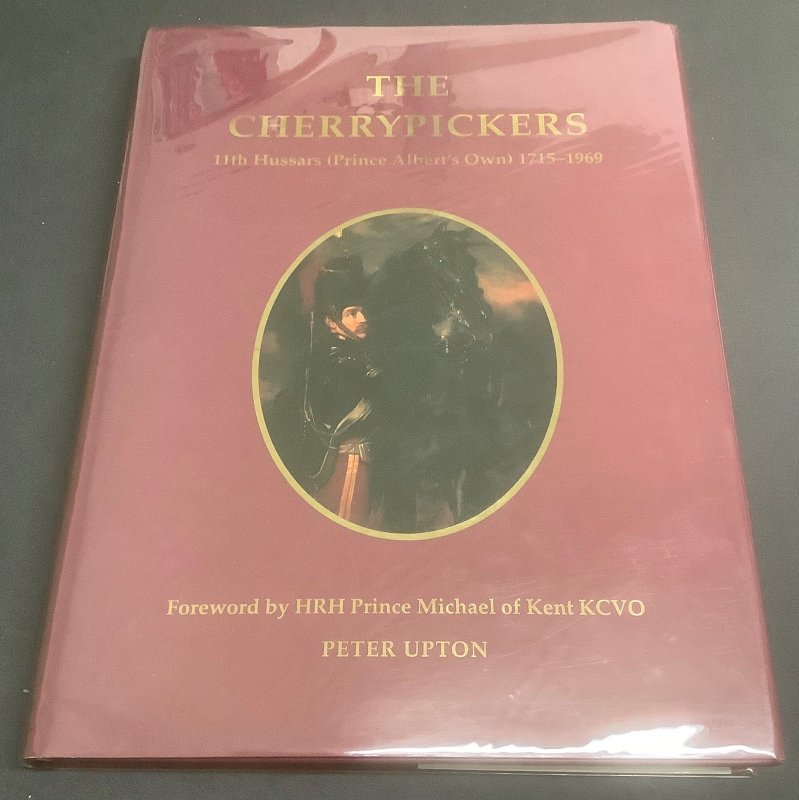 THE
CHERRYPICKERS
11th Hussars (Prince Albert's Own) 1715–1969
Foreword by HRH Prince Michael of Kent KCVO
PETER UPTON